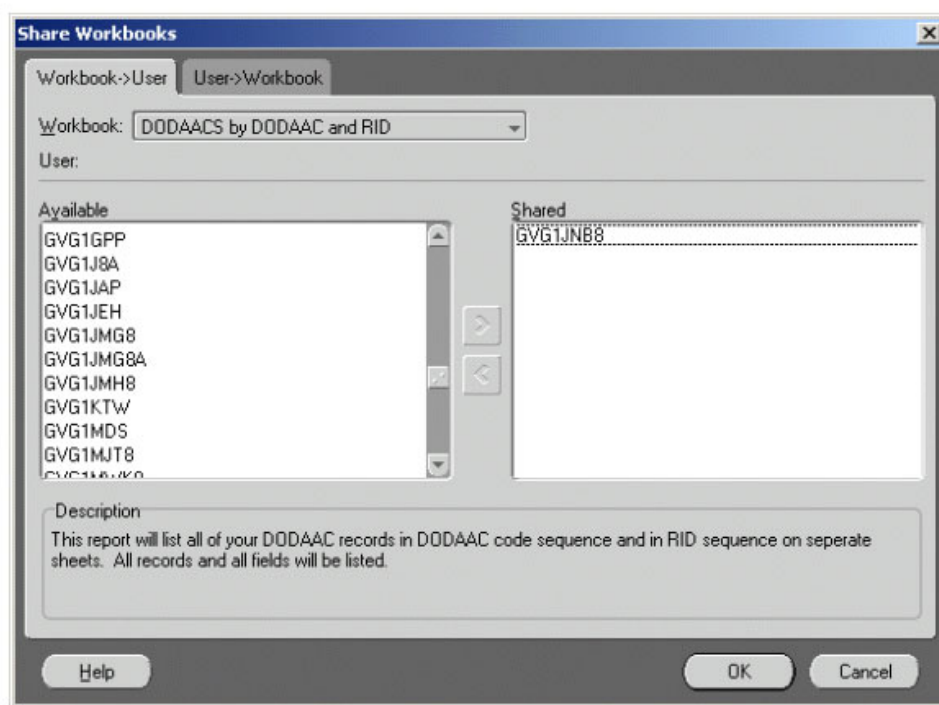 Share Workbooks
Workbook->User User->Workbook
Workbook: DODAACS by DODAAC and RID
User:
Available
GVG1GPP
GVG1J8A
GVG1JAP
GVG1JEH
GVG1JMG8
GVG1JMG8A
GVG1JMH8
GVG1KTW
GVG1MDS
GVG1MJT8
Shared
GVG1JNB8
Description
This report will list all of your DODAAC records in DODAAC code sequence and in RID sequence on seperate
sheets. All records and all fields will be listed.
Help OK Cancel